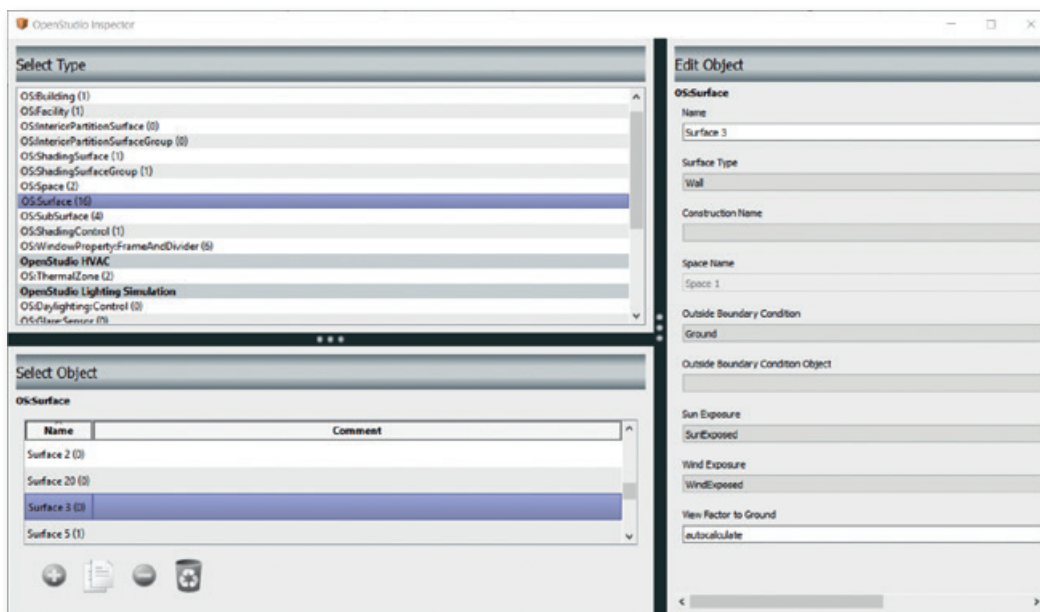 OpenStudio Inspector
Select Type
OS:Building (1)
OS:Facility (1)
OS:InteriorPartitionSurface (0)
OS:InteriorPartitionSurfaceGroup (0)
OS:ShadingSurface (1)
OS:ShadingSurfaceGroup (1)
OS:Space (2)
OS:Surface (16)
OS:SubSurface (4)
OS:ShadingControl (1)
OS:WindowProperty:FrameAndDivider (6)
OpenStudio HVAC
OS:ThermalZone (2)
OpenStudio Lighting Simulation
OS:Daylighting:Control (0)
OS:Glare:Sensor (0)
Select Object
OS:Surface
Name Comment
Surface 2 (0)
Surface 20 (0)
Surface 3 (0)
Surface 5 (1)
Edit Object
OS:Surface
Name
Surface 3
Surface Type
Wall
Construction Name
Space Name
Space 1
Outside Boundary Condition
Ground
Outside Boundary Condition Object
Sun Exposure
SunExposed
Wind Exposure
WindExposed
View Factor to Ground
autocalculate